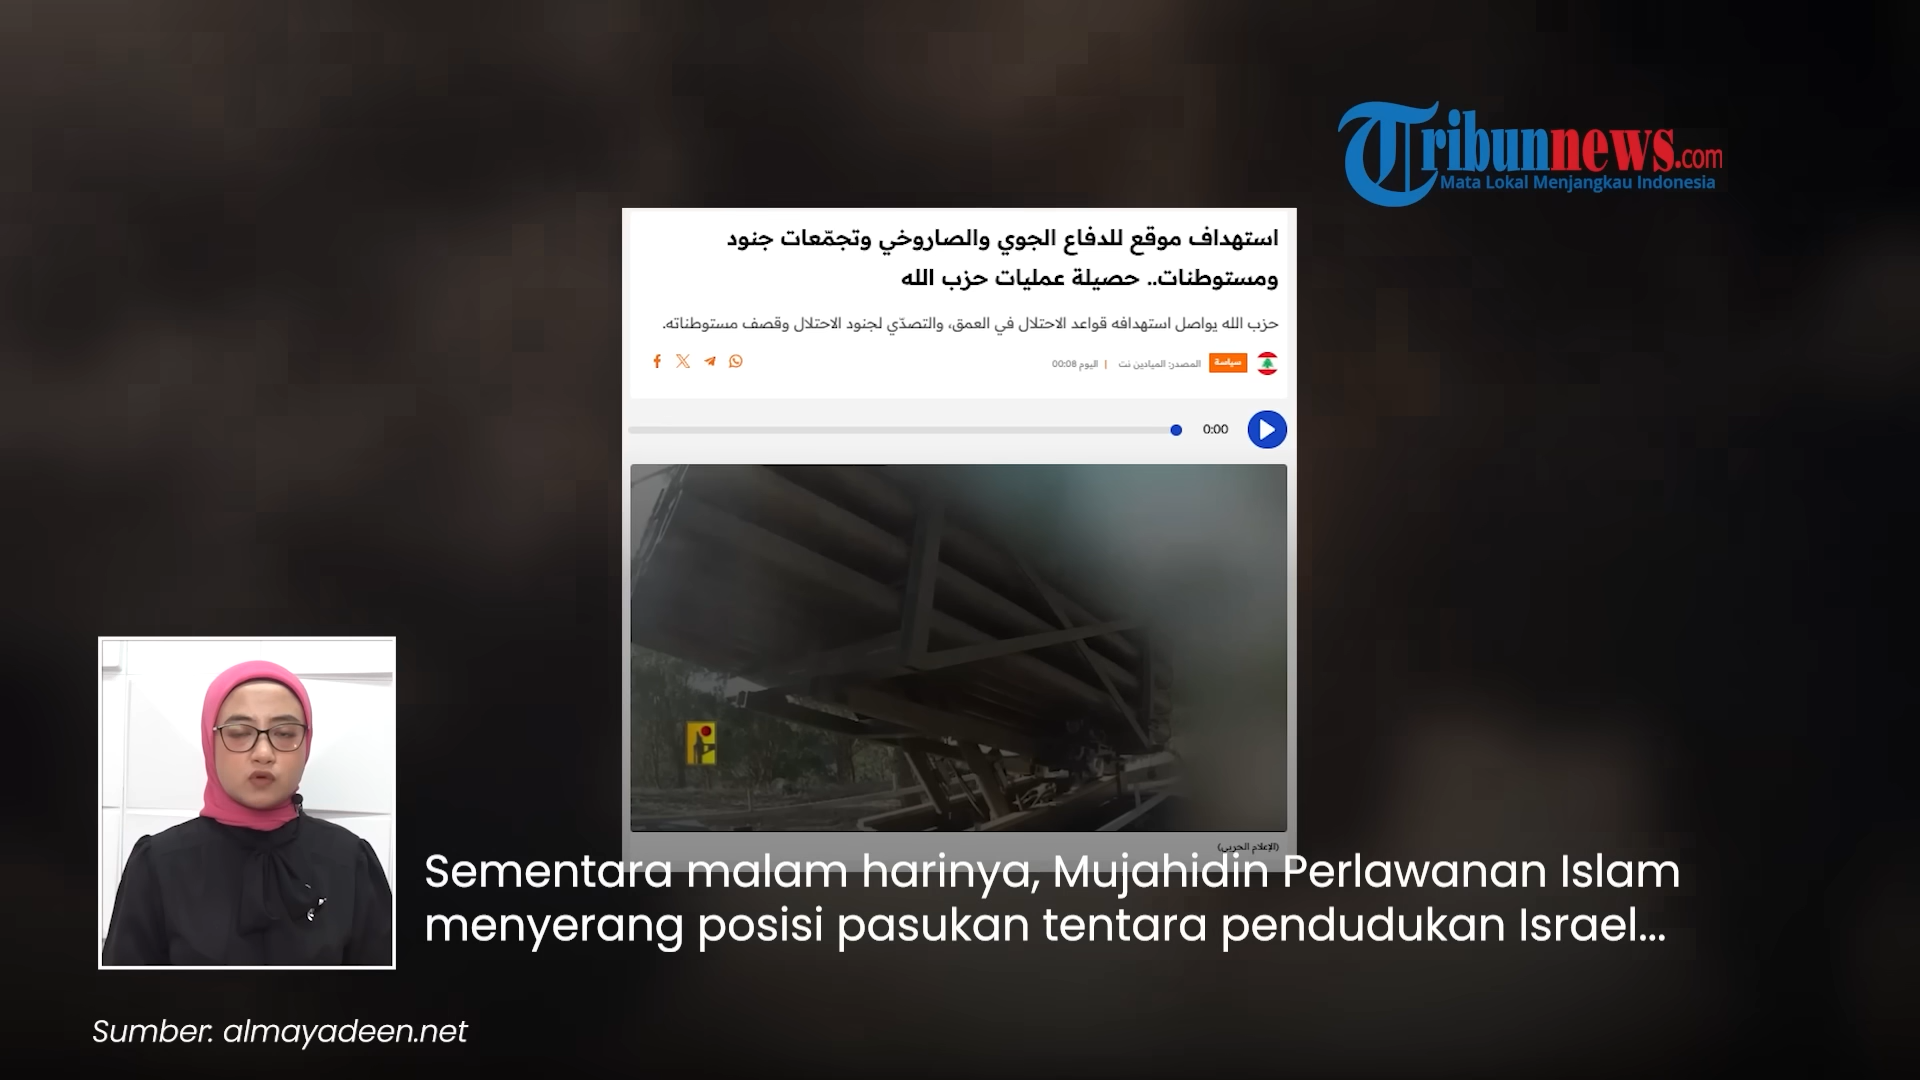 Tribunnews.com
Mata Lokal Menjangkau Indonesia
استهداف موقع للدفاع الجوي والصاروخي وتجمّعات جنود
ومستوطنات.. حصيلة عمليات حزب الله
حزب الله يواصل استهدافه قواعد الاحتلال في العمق، والتصدّي لجنود الاحتلال وقصف مستوطناته.
سياسة المصدر: الميادين نت | اليوم 00:08
0:00
(الإعلام الحربي)
Sementara malam harinya, Mujahidin Perlawanan Islam
menyerang posisi pasukan tentara pendudukan Israel...
Sumber: almayadeen.net